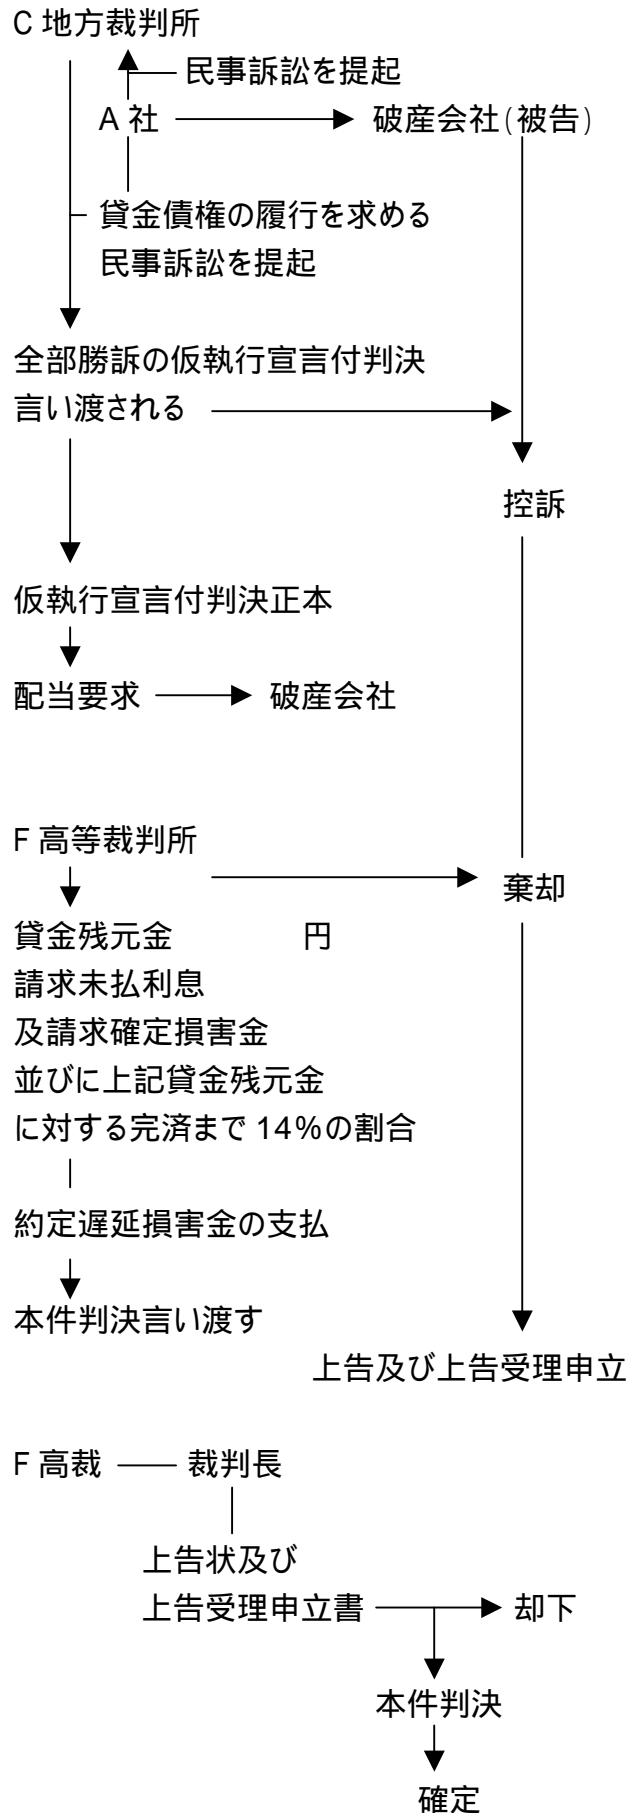 C 地方裁判所
民事訴訟を提起
A 社
破産会社(被告)
貸金債権の履行を求める
民事訴訟を提起
全部勝訴の仮執行宣言付判決
言い渡される
控訴
仮執行宣言付判決正本
配当要求
破産会社
F 高等裁判所
棄却
貸金残元金 円
請求未払利息
及請求確定損害金
並びに上記貸金残元金
に対する完済まで 14%の割合
約定遅延損害金の支払
本件判決言い渡す
上告及び上告受理申立
F 高裁
裁判長
上告状及び
上告受理申立書
却下
本件判決
確定